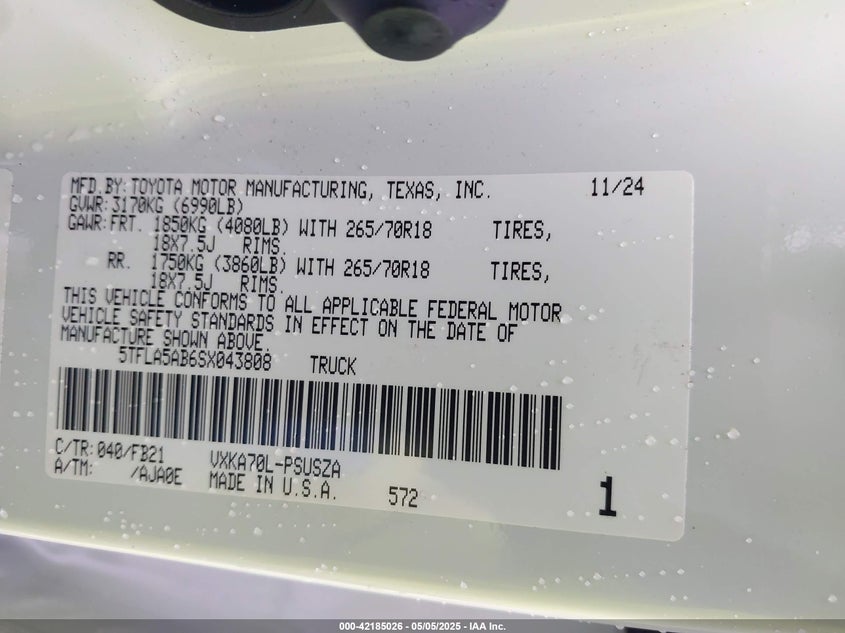 MFD.BY: TOYOTA MOTOR MANUFACTURING, TEXAS, INC. 11/24
GVWR: 3170KG (6990LB)
GAWR: FRT. 1850KG (4080LB) WITH 265/70R18 TIRES,
18X7.5J RIMS.
RR. 1750KG (3860LB) WITH 265/70R18 TIRES,
18X7.5J RIMS.
THIS VEHICLE CONFORMS TO ALL APPLICABLE FEDERAL MOTOR
VEHICLE SAFETY STANDARDS IN EFFECT ON THE DATE OF
MANUFACTURE SHOWN ABOVE.
5TFLA5AB6SX043808 TRUCK
C/TR: 040/FB21 VXKA70L-PSUSZA
A/TM: /AJA0E MADE IN U.S.A. 572 1
000-42185026 - 05/05/2025 - IAA Inc.